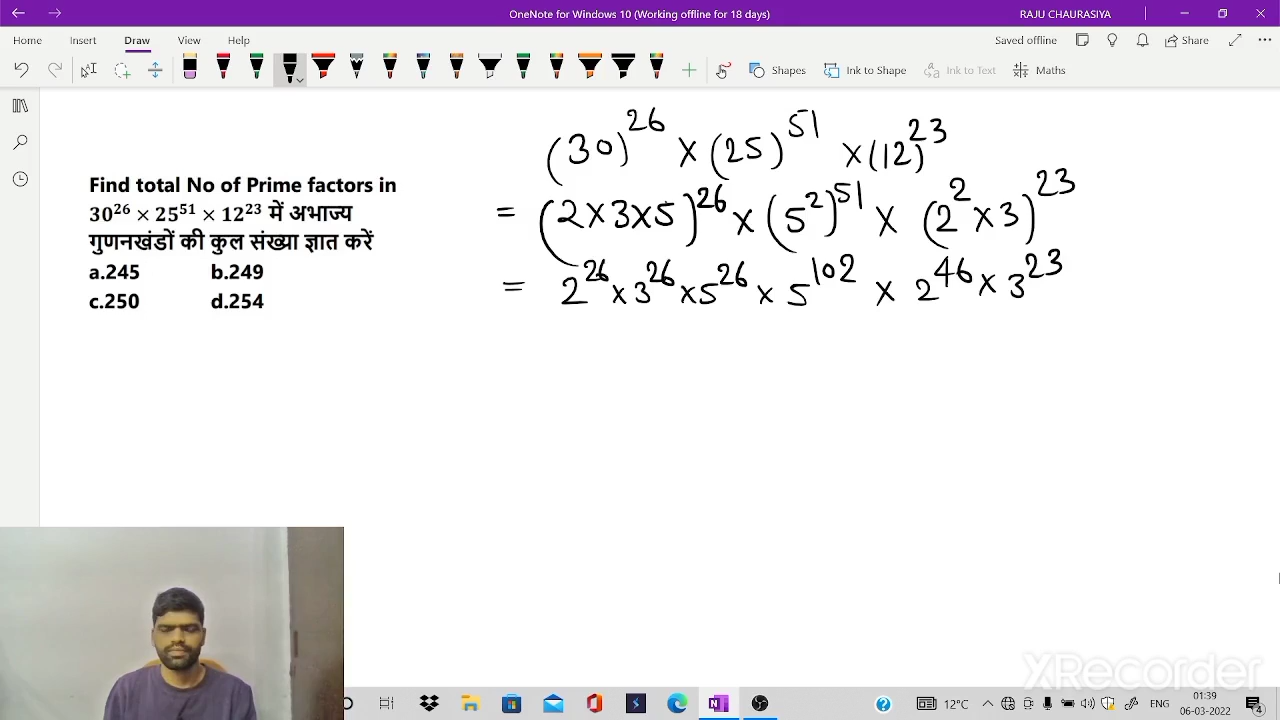 OneNote for Windows 10 (Working offline for 18 days)
RAJU CHAURASIYA
Home Insert Draw View Help
Saved offline
Share
Shapes
Ink to Shape
Ink to Text
Maths
Find total No of Prime factors in
30²⁶ × 25⁵¹ × 12²³ में अभाज्य
गुणनखंडों की कुल संख्या ज्ञात करें
a.245 b.249
c.250 d.254
(30)²⁶ × (25)⁵¹ × (12)²³
= (2×3×5)²⁶ × (5²)⁵¹ × (2² × 3)²³
= 2²⁶ × 3²⁶ × 5²⁶ × 5¹⁰² × 2⁴⁶ × 3²³
XRecorder
12°C
ENG
01:39
06-03-2022
4